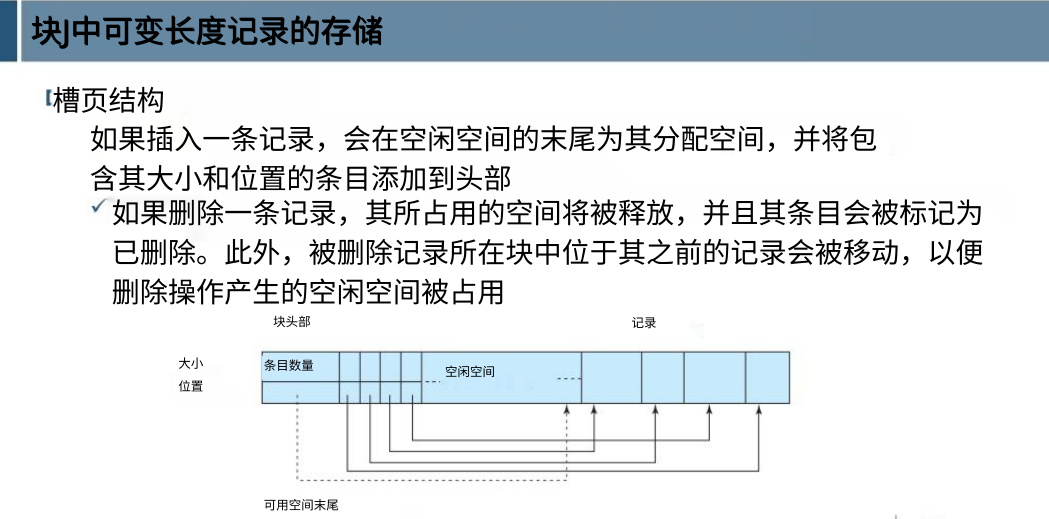 块J中可变长度记录的存储
槽页结构
如果插入一条记录，会在空闲空间的末尾为其分配空间，并将包
含其大小和位置的条目添加到头部
如果删除一条记录，其所占用的空间将被释放，并且其条目会被标记为
已删除。此外，被删除记录所在块中位于其之前的记录会被移动，以便
删除操作产生的空闲空间被占用
块头部
记录
大小
条目数量
空闲空间
位置
可用空间末尾